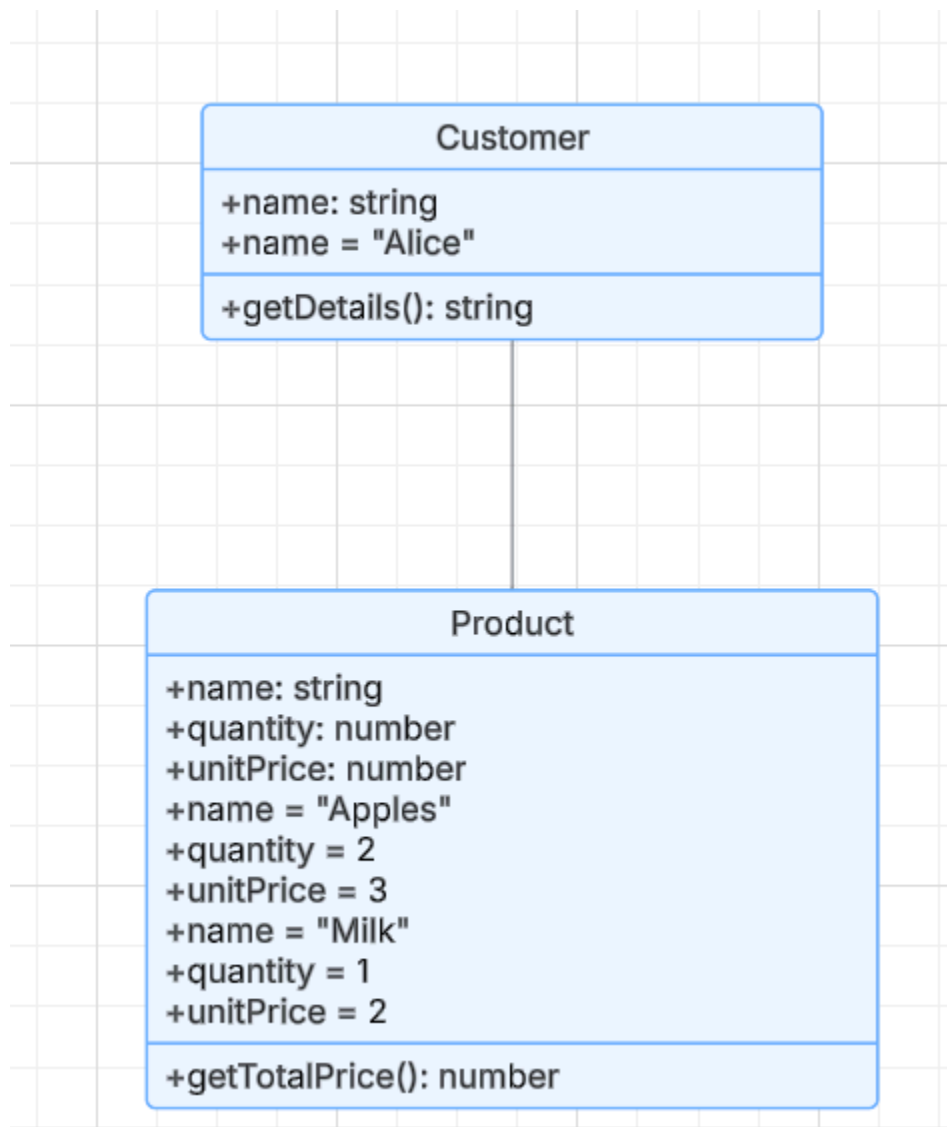 Customer
+name: string
+name = "Alice"
+getDetails(): string
Product
+name: string
+quantity: number
+unitPrice: number
+name = "Apples"
+quantity = 2
+unitPrice = 3
+name = "Milk"
+quantity = 1
+unitPrice = 2
+getTotalPrice(): number